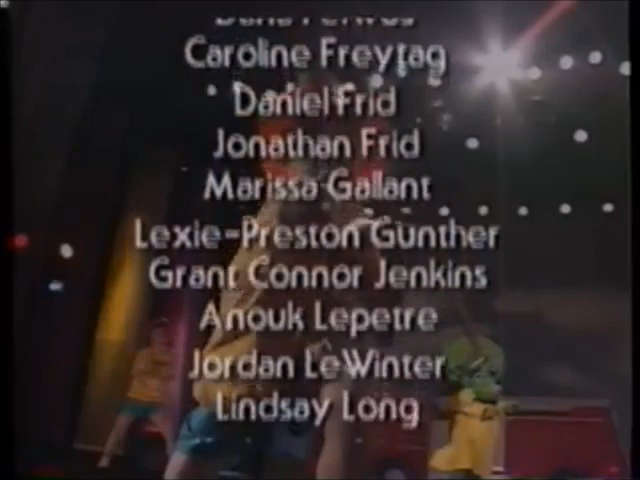 Caroline Freytag
Daniel Frid
Jonathan Frid
Marissa Gallant
Lexie-Preston Gunther
Grant Connor Jenkins
Anouk Lepetre
Jordan LeWinter
Lindsay Long